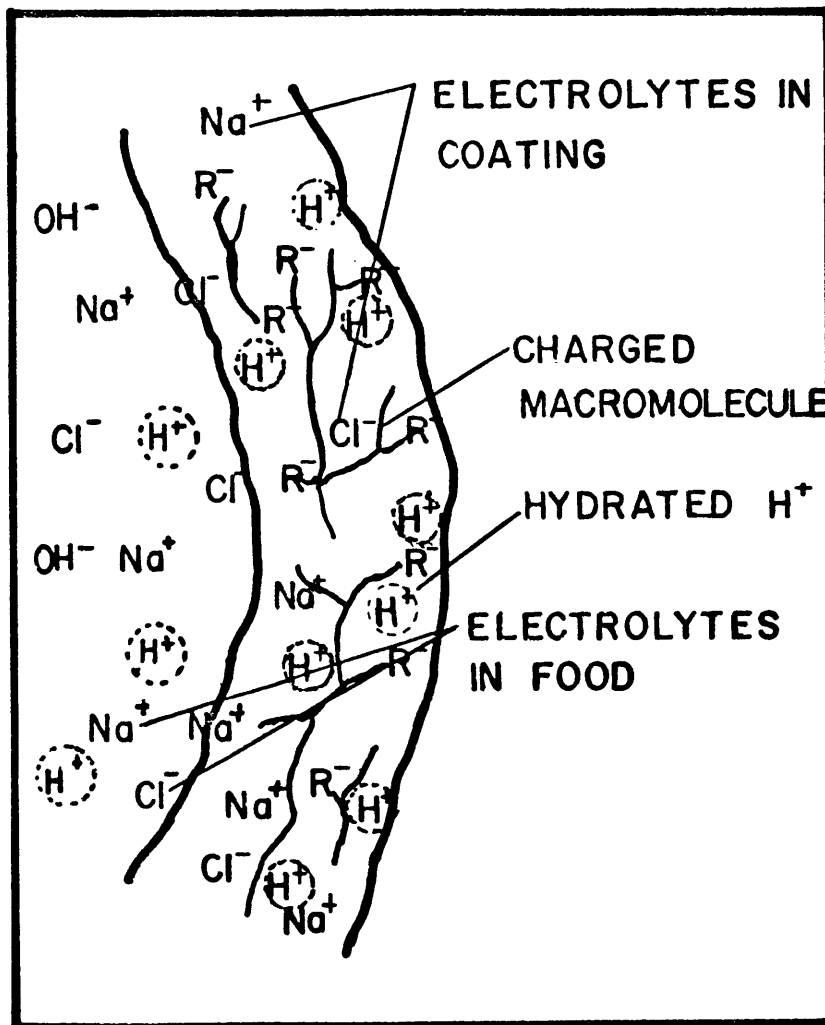 Na⁺
ELECTROLYTES IN
COATING
R⁻
H⁺
OH⁻
R⁻
R⁻
Cl⁻
Na⁺
R⁻
H⁺
H⁺
CHARGED
MACROMOLECULE
Cl⁻
H⁺
Cl⁻
R⁻
Cl
R⁻
H⁺
HYDRATED H⁺
OH⁻
Na⁺
R⁻
Na⁺
H⁺
H⁺
H⁺
ELECTROLYTES
IN FOOD
R⁻
Na⁺
Na⁺
H⁺
Cl⁻
Na⁺
R⁻
H⁺
Cl⁻
H⁺
Na⁺